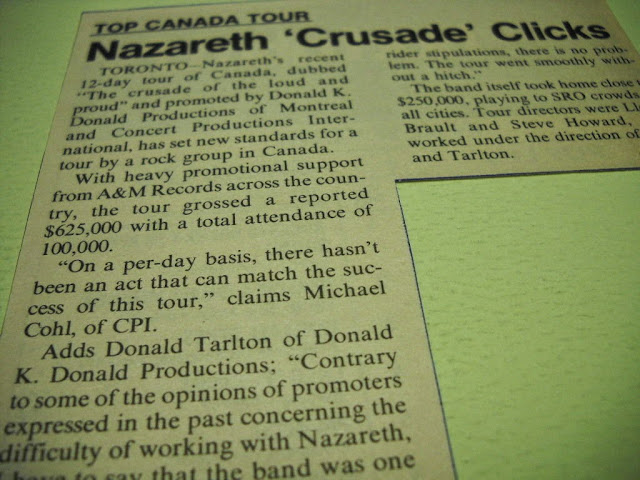 TOP CANADA TOUR
Nazareth 'Crusade' Clicks
TORONTO—Nazareth's recent
12-day tour of Canada, dubbed
"The crusade of the loud and
proud" and promoted by Donald K.
Donald Productions of Montreal
and Concert Productions Inter-
national, has set new standards for a
tour by a rock group in Canada.
With heavy promotional support
from A&M Records across the coun-
try, the tour grossed a reported
$625,000 with a total attendance of
100,000.
"On a per-day basis, there hasn't
been an act that can match the suc-
cess of this tour," claims Michael
Cohl, of CPI.
Adds Donald Tarlton of Donald
K. Donald Productions; "Contrary
to some of the opinions of promoters
expressed in the past concerning the
difficulty of working with Nazareth,
I have to say that the band was one
rider stipulations, there is no prob-
lem. The tour went smoothly with-
out a hitch."
The band itself took home close
$250,000, playing to SRO crowds
all cities. Tour directors were
Brault and Steve Howard,
worked under the direction of
and Tarlton.